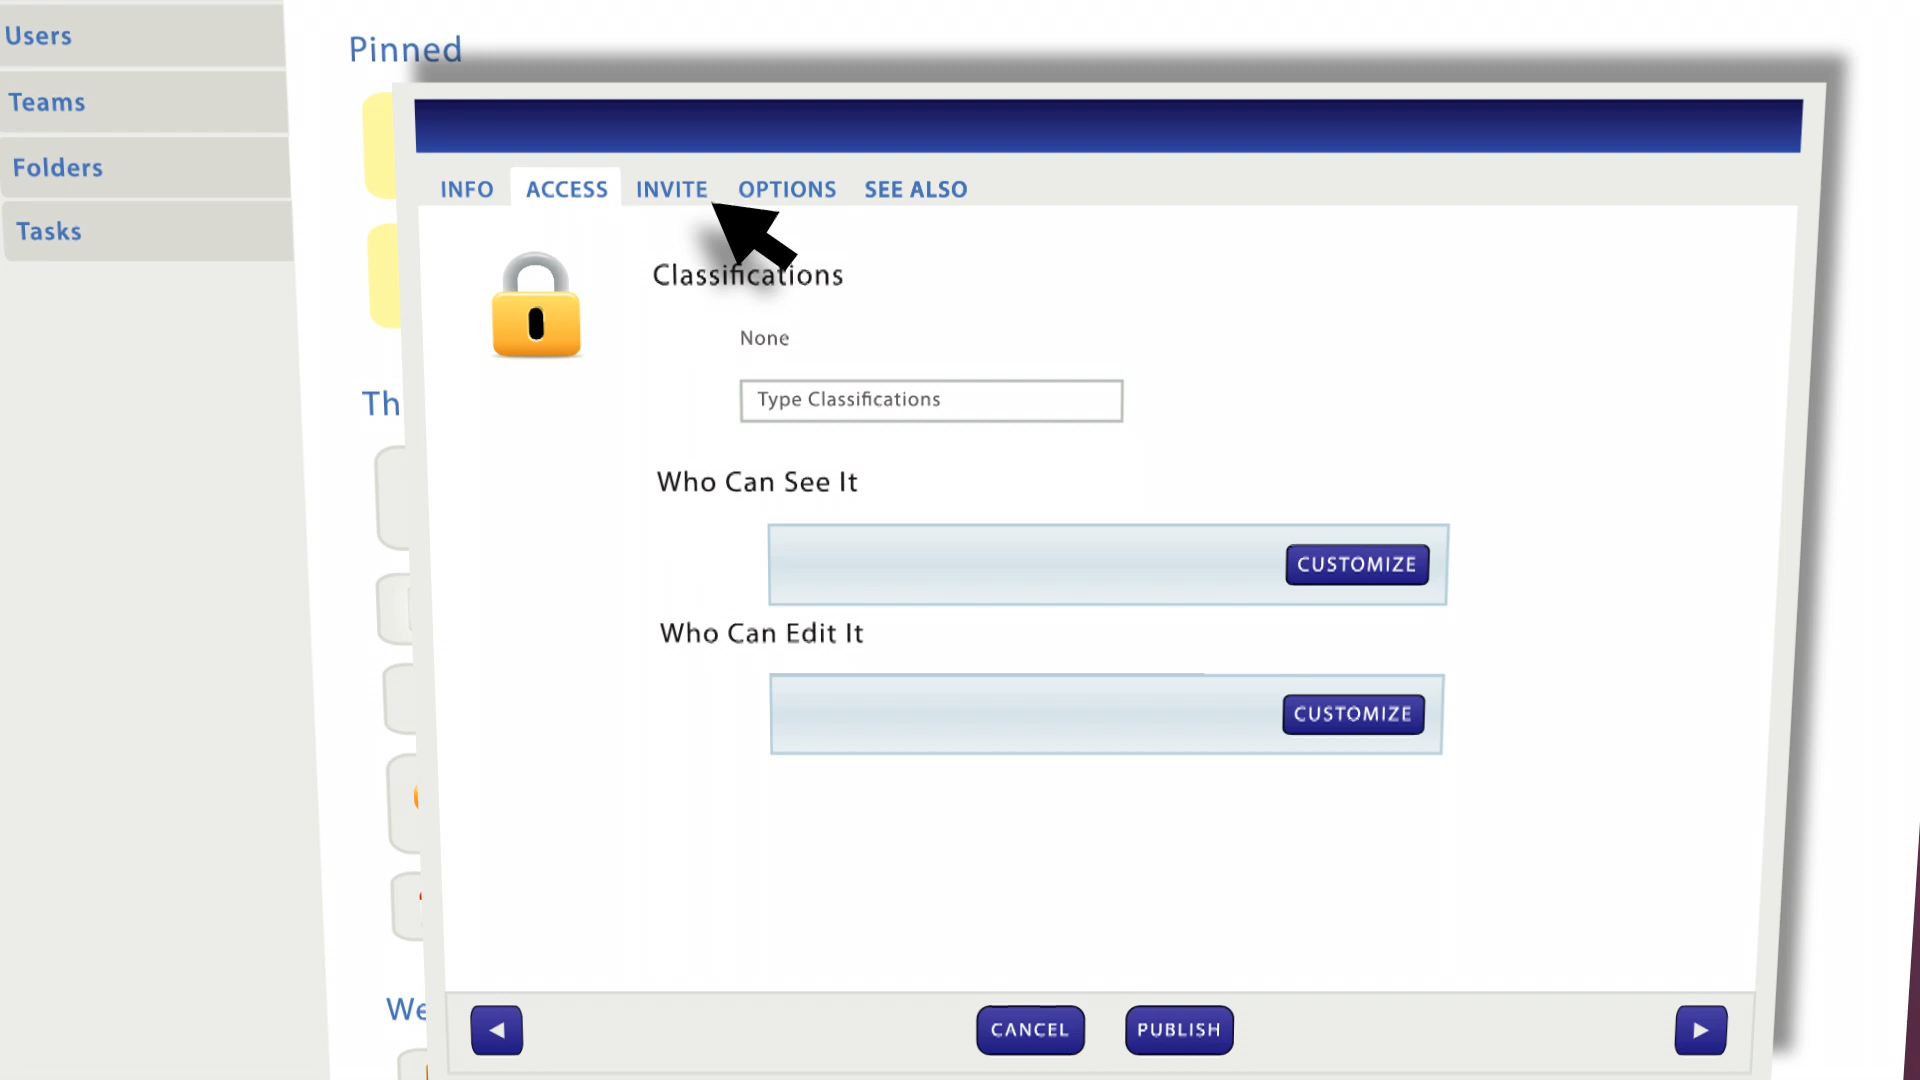 Users
Teams
Folders
Tasks
Pinned
INFO ACCESS INVITE OPTIONS SEE ALSO
Classifications
None
Type Classifications
Th
Who Can See It
CUSTOMIZE
Who Can Edit It
CUSTOMIZE
We
CANCEL PUBLISH